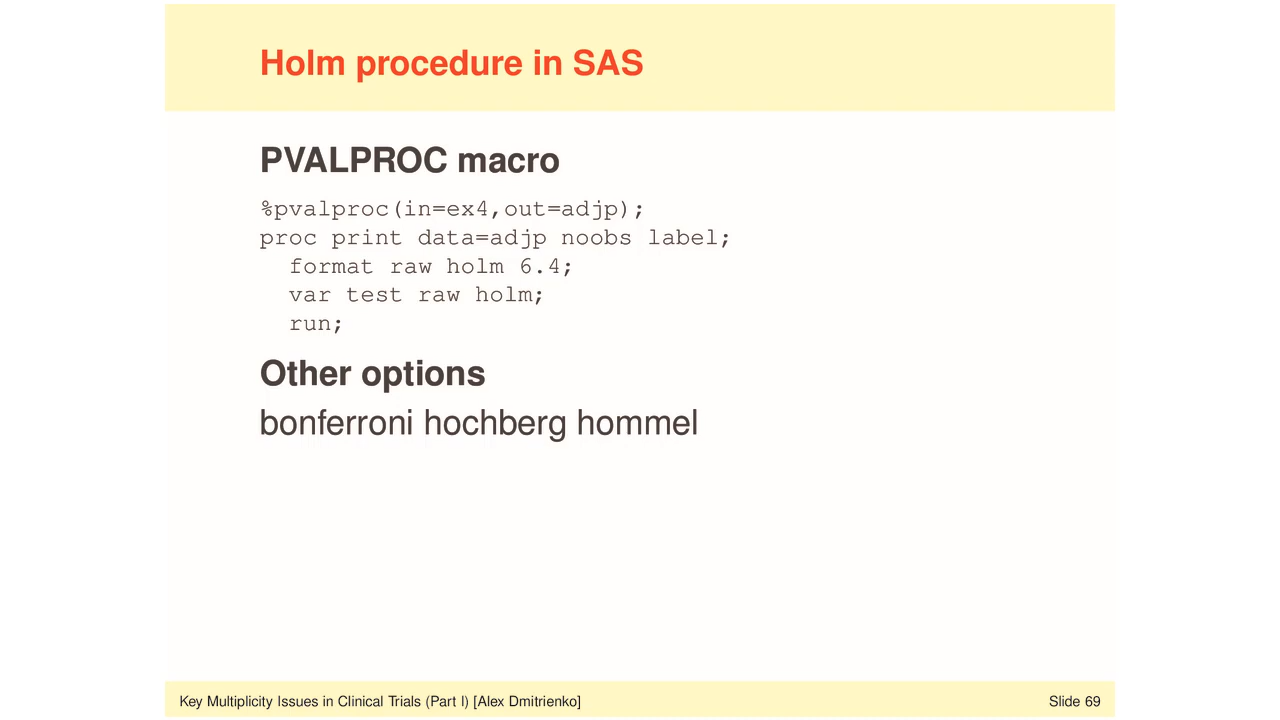 Holm procedure in SAS
PVALPROC macro
%pvalproc(in=ex4,out=adjp);
proc print data=adjp noobs label;
  format raw holm 6.4;
  var test raw holm;
  run;
Other options
bonferroni hochberg hommel
Key Multiplicity Issues in Clinical Trials (Part I) [Alex Dmitrienko]
Slide 69